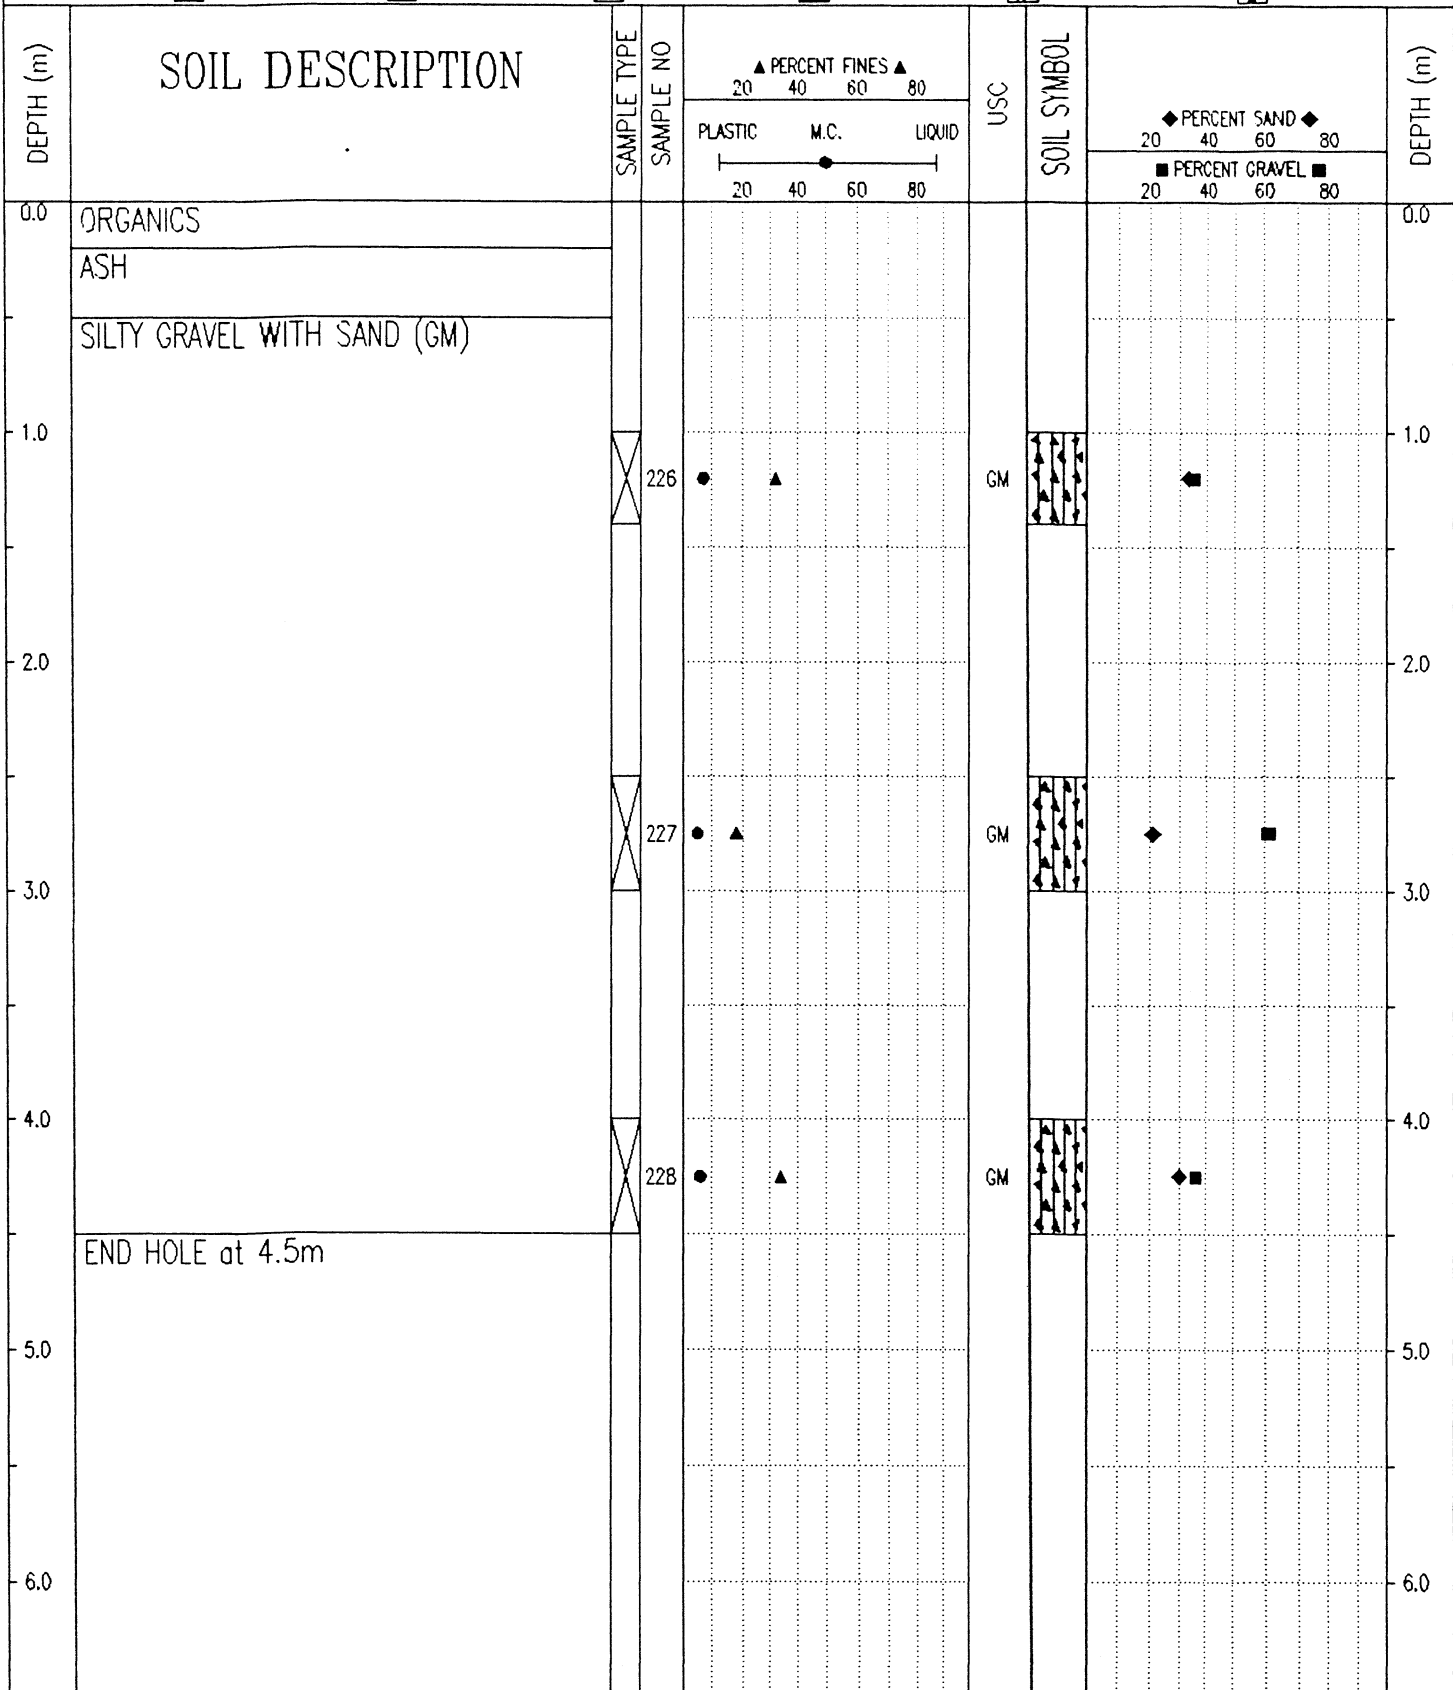 DEPTH (m)
SOIL DESCRIPTION
SAMPLE TYPE
SAMPLE NO
PERCENT FINES
20 40 60 80
PLASTIC M.C. LIQUID
20 40 60 80
USC
SOIL SYMBOL
PERCENT SAND
20 40 60 80
PERCENT GRAVEL
20 40 60 80
DEPTH (m)
0.0 ORGANICS 0.0
ASH
SILTY GRAVEL WITH SAND (GM)
1.0 1.0
226 GM
2.0 2.0
227 GM
3.0 3.0
4.0 4.0
228 GM
END HOLE at 4.5m
5.0 5.0
6.0 6.0